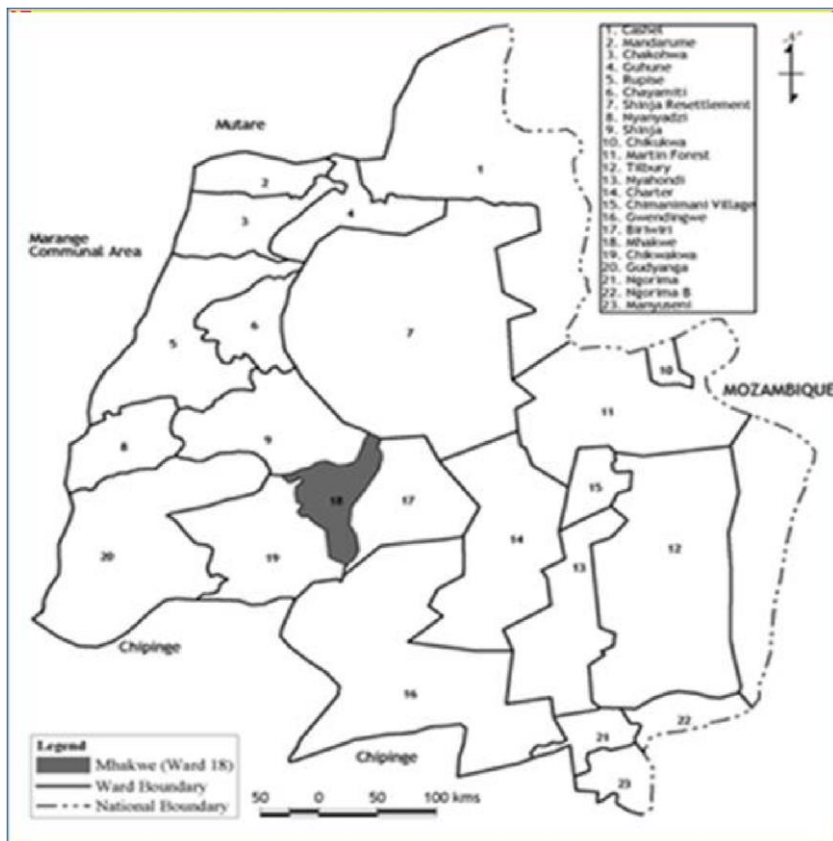 1. Cashel
2. Mandarume
3. Chakohwa
4. Guhune
5. Rupise
6. Chayamiti
7. Shinja Resettlement
8. Nyanyadzi
9. Shinja
10. Chikukwa
11. Martin Forest
12. Tilbury
13. Nyahondi
14. Charter
15. Chimanimani Village
16. Gwendingwe
17. Biriwiri
18. Mhakwe
19. Chikwakwa
20. Gudyanga
21. Ngorima
22. Ngorima B
23. Manyuseni
Mutare
1
2
3
4
Marange
Communal Area
5
6
7
10
MOZAMBIQUE
11
8
9
18
17
15
12
20
19
14
13
Chipinge
16
22
21
Chipinge
23
Legend
Mhakwe (Ward 18)
Ward Boundary
National Boundary
50 0 50 100 kms